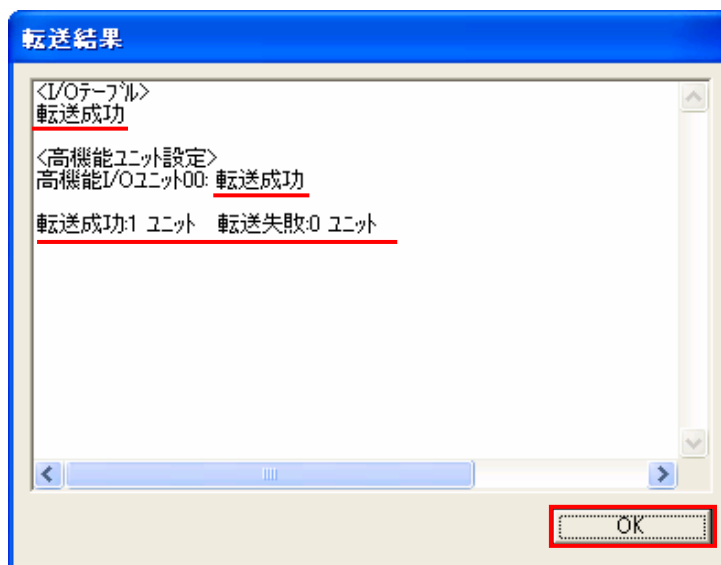 転送結果
<I/Oテーブル>
転送成功
<高機能ユニット設定>
高機能I/Oユニット00: 転送成功
転送成功:1 ユニット　転送失敗:0 ユニット
OK